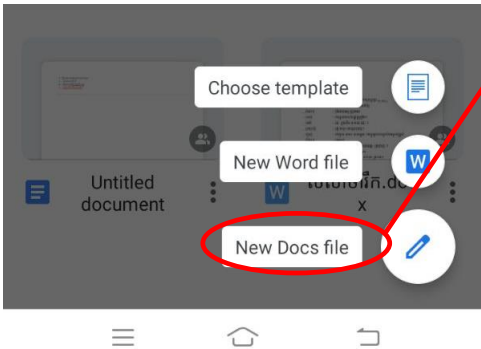 Choose template
New Word file
W
Untitled
document
W
x
New Docs file